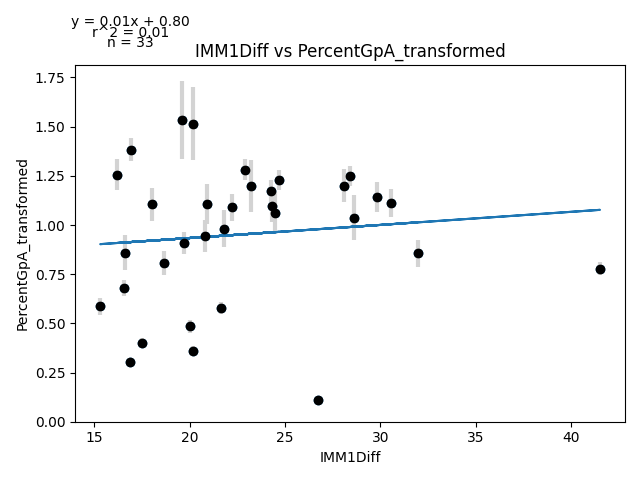 y = 0.01x + 0.80
r^2 = 0.01
n = 33
IMM1Diff vs PercentGpA_transformed
PercentGpA_transformed
1.75
1.50
1.25
1.00
0.75
0.50
0.25
0.00
15 20 25 30 35 40
IMM1Diff